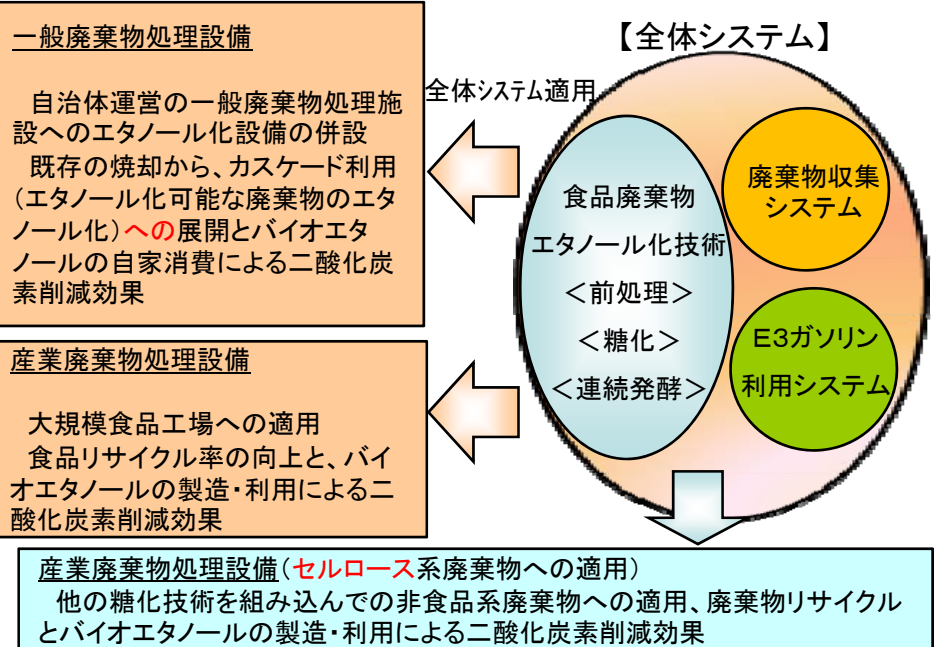 一般廃棄物処理設備
自治体運営の一般廃棄物処理施
設へのエタノール化設備の併設
既存の焼却から、カスケード利用
(エタノール化可能な廃棄物のエタ
ノール化)への展開とバイオエタ
ノールの自家消費による二酸化炭
素削減効果
産業廃棄物処理設備
大規模食品工場への適用
食品リサイクル率の向上と、バイ
オエタノールの製造・利用による二
酸化炭素削減効果
【全体システム】
全体システム適用
食品廃棄物
エタノール化技術
<前処理>
<糖化>
<連続発酵>
廃棄物収集
システム
E3ガソリン
利用システム
産業廃棄物処理設備(セルロース系廃棄物への適用)
他の糖化技術を組み込んでの非食品系廃棄物への適用、廃棄物リサイクル
とバイオエタノールの製造・利用による二酸化炭素削減効果